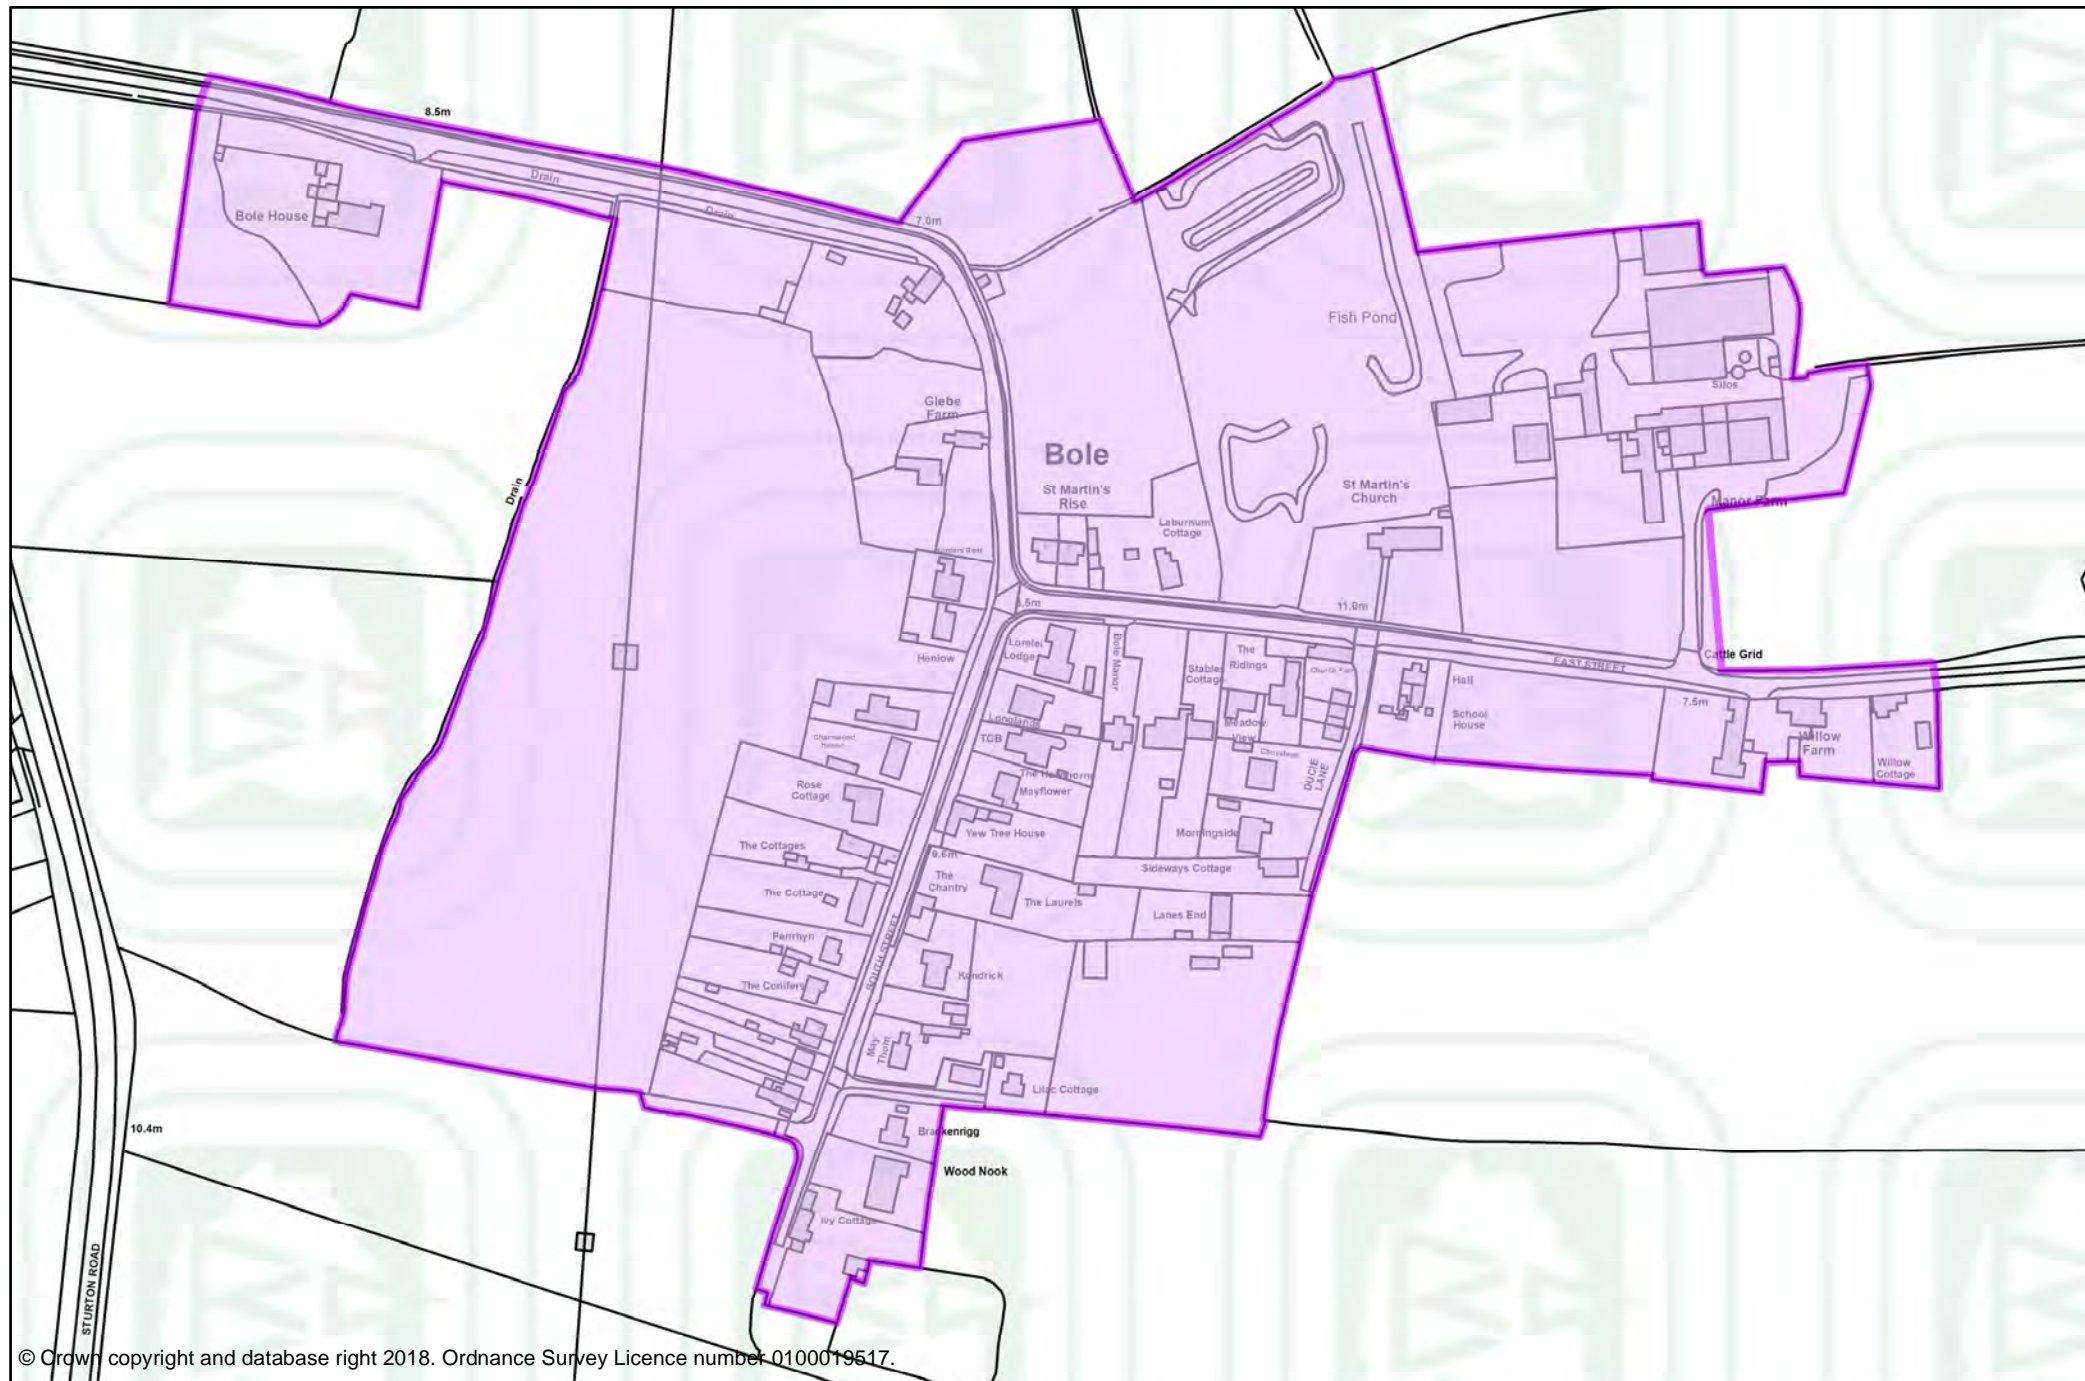 8.5m
Drain
Drain
Bole House
7.0m
Fish Pond
Silos
Glebe
Farm
Bole
St Martin's
Rise
St Martin's
Church
Manor Farm
Drain
Laburnum
Cottage
11.0m
Henlow
Lorelei
Lodge
Bole Manor
Stables
Cottage
The
Ridings
Hall
School
House
EAST STREET
Cattle Grid
7.5m
Willow
Farm
Willow
Cottage
Longlands
TCB
Meadow
View
DUCIE
LANE
The Hawthorns
Mayflower
Rose
Cottage
Yew Tree House
Morningside
The Cottages
9.6m
Sideways Cottage
The
Chantry
The Cottage
The Laurels
Lanes End
Penrhyn
SOUTH STREET
Kendrick
The Conifers
May
Thorn
Lilac Cottage
10.4m
Brackenrigg
Wood Nook
Ivy Cottage
STURTON ROAD
© Crown copyright and database right 2018. Ordnance Survey Licence number 0100019517.